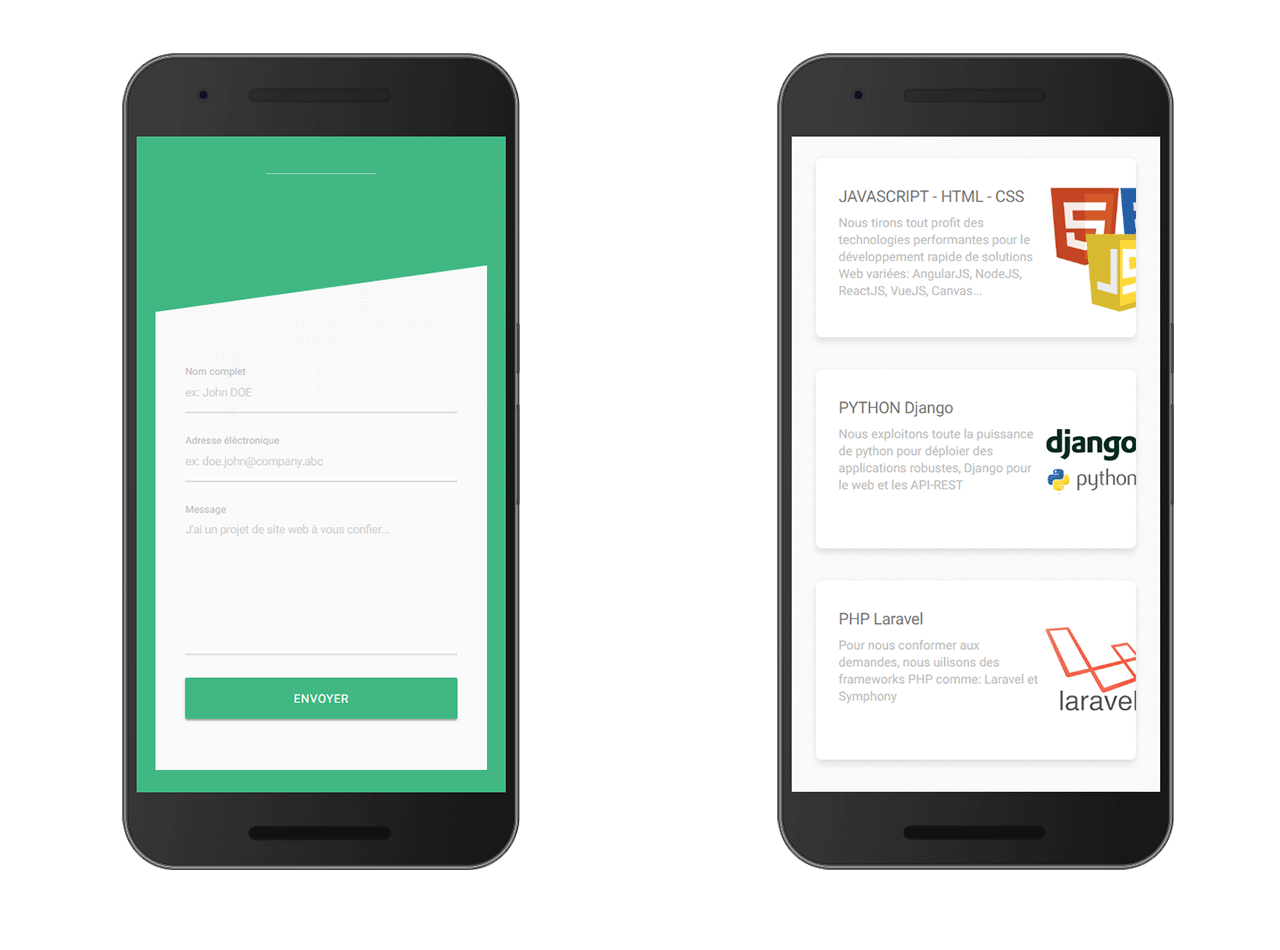 Nom complet
ex: John DOE
Adresse élèctronique
ex: doe.john@company.abc
Message
J'ai un projet de site web à vous confier...
ENVOYER
JAVASCRIPT - HTML - CSS
Nous tirons tout profit des
technologies performantes pour le
développement rapide de solutions
Web variées: AngularJS, NodeJS,
ReactJS, VueJS, Canvas...
PYTHON Django
Nous exploitons toute la puissance
de python pour déploier des
applications robustes, Django pour
le web et les API-REST
django
python
PHP Laravel
Pour nous conformer aux
demandes, nous uilisons des
frameworks PHP comme: Laravel et
Symphony
laravel